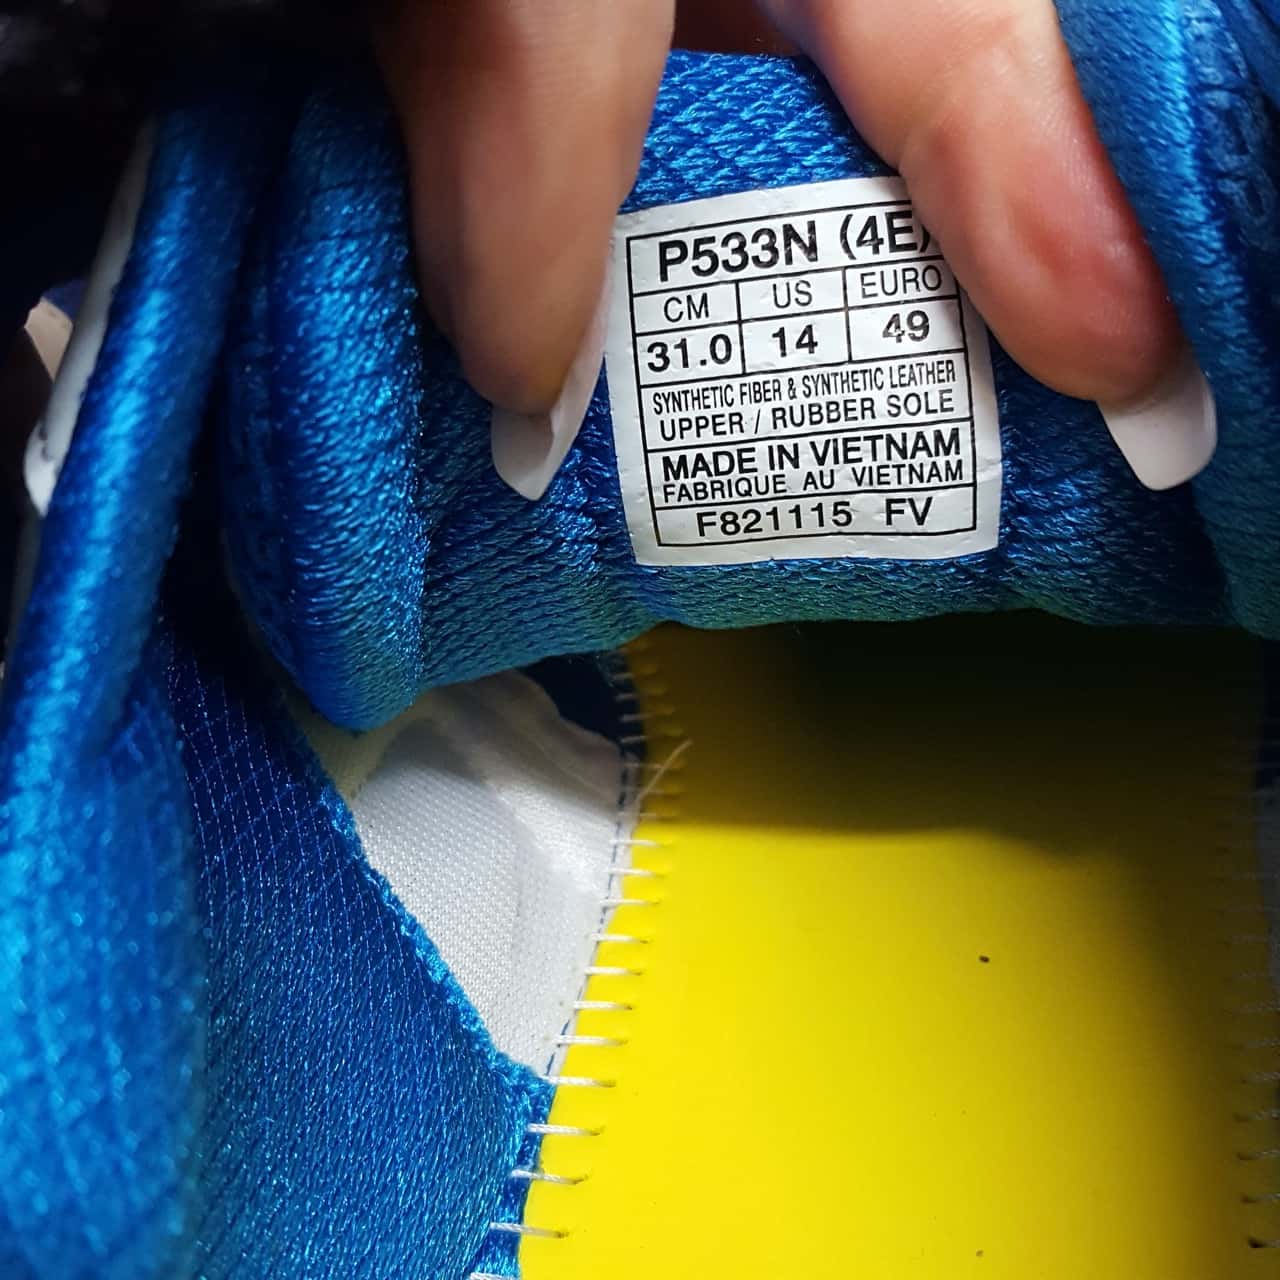 P533N (4E)
CM US EURO
31.0 14 49
SYNTHETIC FIBER & SYNTHETIC LEATHER
UPPER / RUBBER SOLE
MADE IN VIETNAM
FABRIQUE AU VIETNAM
F821115 FV